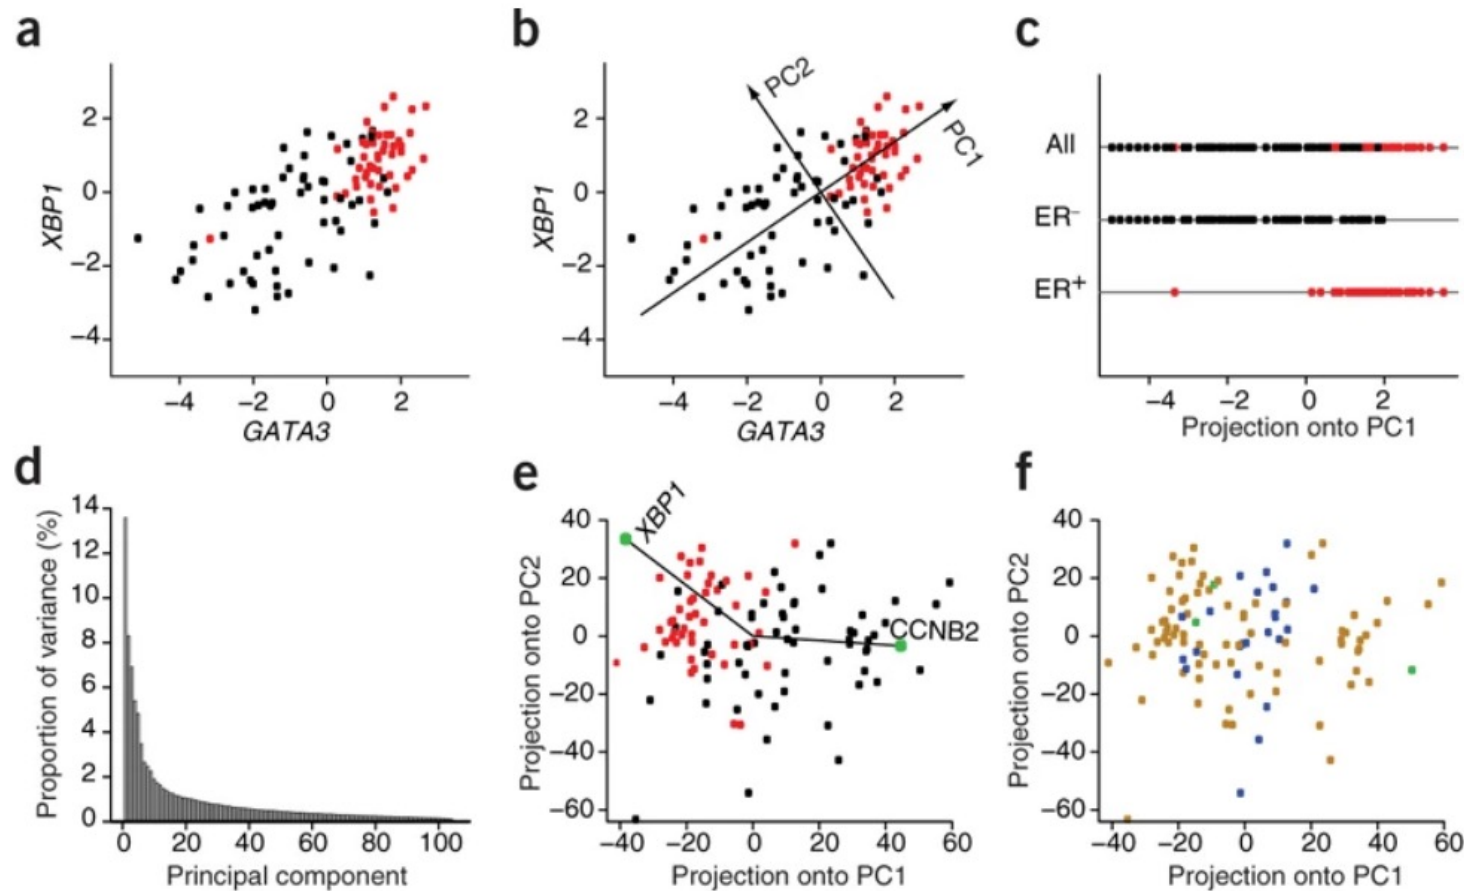 a
XBP1
2
0
−2
−4
−4 −2 0 2
GATA3
b
XBP1
2
0
−2
−4
PC2
PC1
−4 −2 0 2
GATA3
c
All
ER−
ER+
−4 −2 0 2
Projection onto PC1
d
Proportion of variance (%)
14
12
10
8
6
4
2
0
0 20 40 60 80 100
Principal component
e
Projection onto PC2
40
20
0
−20
−40
−60
XBP1
CCNB2
−40 −20 0 20 40 60
Projection onto PC1
f
Projection onto PC2
40
20
0
−20
−40
−60
−40 −20 0 20 40 60
Projection onto PC1